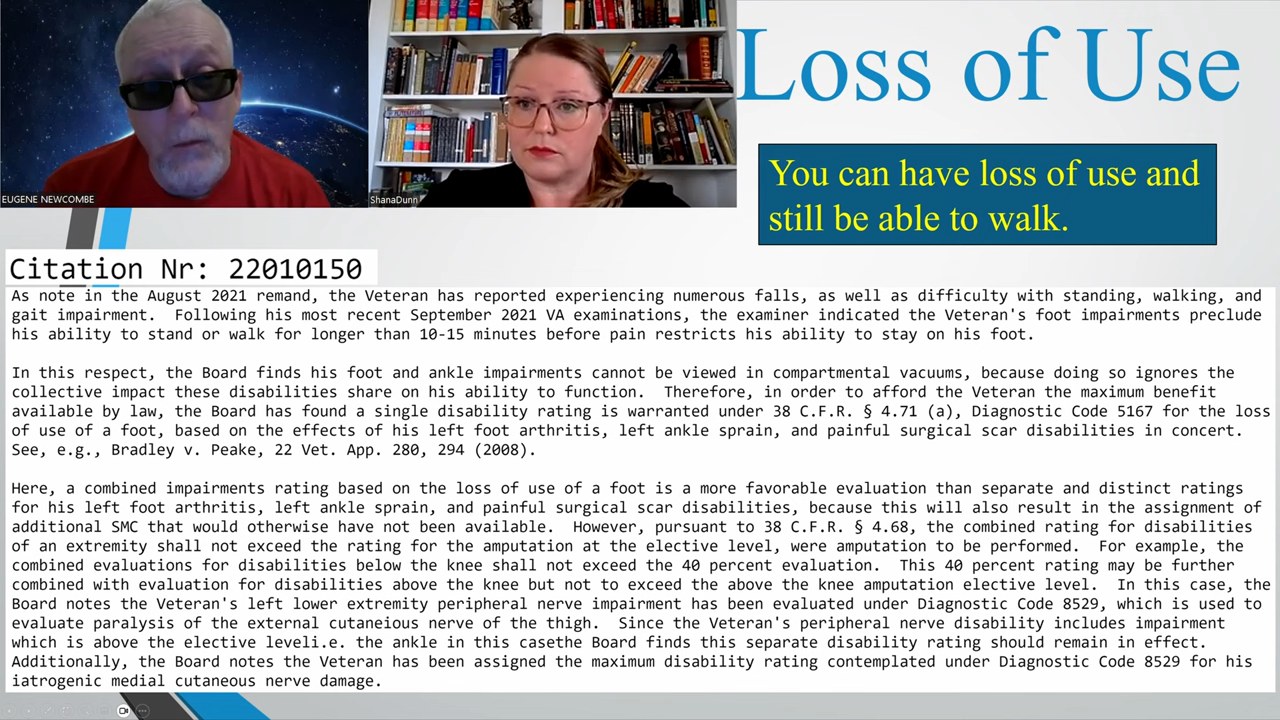 EUGENE NEWCOMBE
ShanaDunn
Loss of Use
You can have loss of use and
still be able to walk.
Citation Nr: 22010150
As note in the August 2021 remand, the Veteran has reported experiencing numerous falls, as well as difficulty with standing, walking, and
gait impairment.  Following his most recent September 2021 VA examinations, the examiner indicated the Veteran's foot impairments preclude
his ability to stand or walk for longer than 10-15 minutes before pain restricts his ability to stay on his foot.
In this respect, the Board finds his foot and ankle impairments cannot be viewed in compartmental vacuums, because doing so ignores the
collective impact these disabilities share on his ability to function.  Therefore, in order to afford the Veteran the maximum benefit
available by law, the Board has found a single disability rating is warranted under 38 C.F.R. § 4.71 (a), Diagnostic Code 5167 for the loss
of use of a foot, based on the effects of his left foot arthritis, left ankle sprain, and painful surgical scar disabilities in concert.
See, e.g., Bradley v. Peake, 22 Vet. App. 280, 294 (2008).
Here, a combined impairments rating based on the loss of use of a foot is a more favorable evaluation than separate and distinct ratings
for his left foot arthritis, left ankle sprain, and painful surgical scar disabilities, because this will also result in the assignment of
additional SMC that would otherwise have not been available.  However, pursuant to 38 C.F.R. § 4.68, the combined rating for disabilities
of an extremity shall not exceed the rating for the amputation at the elective level, were amputation to be performed.  For example, the
combined evaluations for disabilities below the knee shall not exceed the 40 percent evaluation.  This 40 percent rating may be further
combined with evaluation for disabilities above the knee but not to exceed the above the knee amputation elective level.  In this case, the
Board notes the Veteran's left lower extremity peripheral nerve impairment has been evaluated under Diagnostic Code 8529, which is used to
evaluate paralysis of the external cutaneious nerve of the thigh.  Since the Veteran's peripheral nerve disability includes impairment
which is above the elective leveli.e. the ankle in this casethe Board finds this separate disability rating should remain in effect.
Additionally, the Board notes the Veteran has been assigned the maximum disability rating contemplated under Diagnostic Code 8529 for his
iatrogenic medial cutaneous nerve damage.